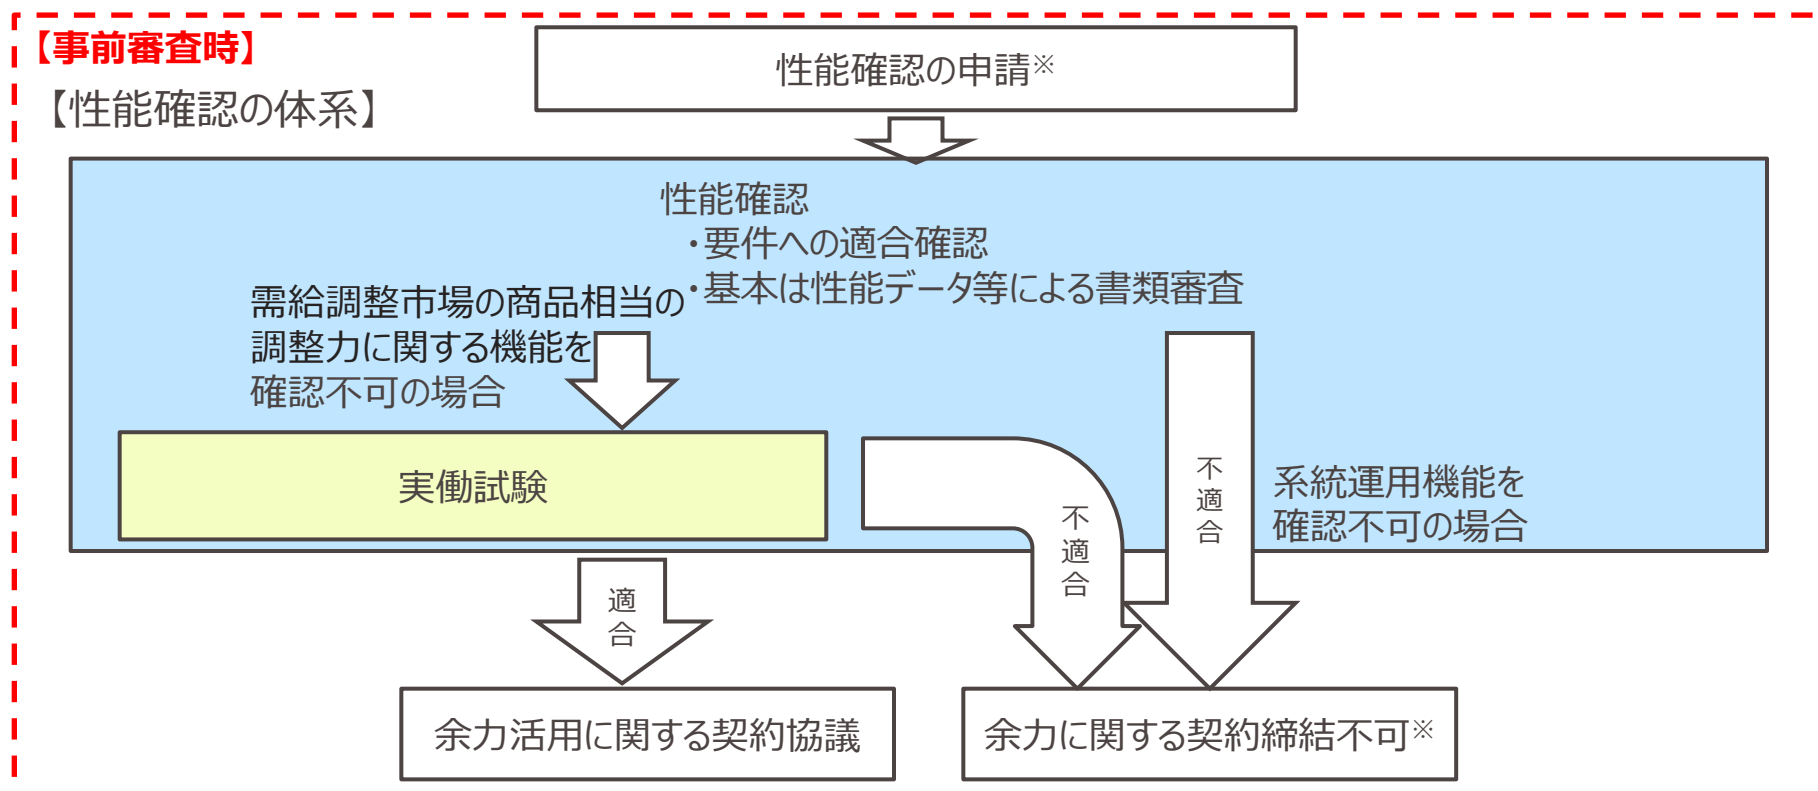 【事前審査時】
性能確認の申請※
【性能確認の体系】
性能確認
・要件への適合確認
・基本は性能データ等による書類審査
需給調整市場の商品相当の
調整力に関する機能を
確認不可の場合
実働試験
不適合
不適合
系統運用機能を
確認不可の場合
適合
余力活用に関する契約協議
余力に関する契約締結不可※